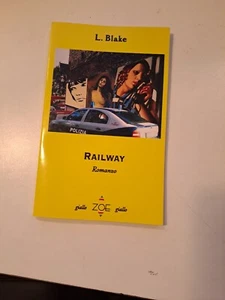 L. Blake
POLIZIA
RAILWAY
Romanzo
giallo ZOE giallo